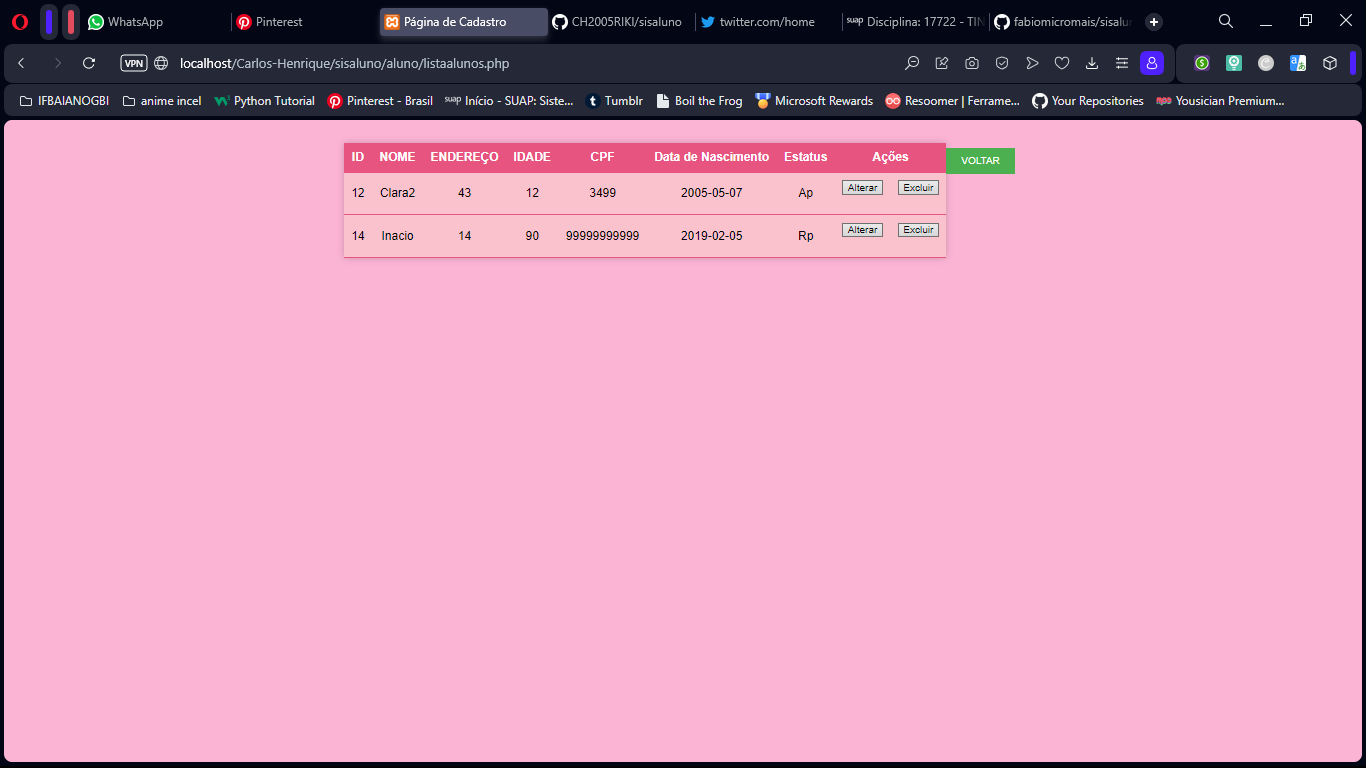 WhatsApp Pinterest Página de Cadastro CH2005RIKI/sisaluno twitter.com/home suap Disciplina: 17722 - TIN fabiomicromais/sisalun
VPN localhost/Carlos-Henrique/sisaluno/aluno/listaalunos.php
IFBAIANOGBI anime incel Python Tutorial Pinterest - Brasil suap Início - SUAP: Siste... Tumblr Boil the Frog Microsoft Rewards Resoomer | Ferrame... Your Repositories Yousician Premium...
ID NOME ENDEREÇO IDADE CPF Data de Nascimento Estatus Ações VOLTAR
12 Clara2 43 12 3499 2005-05-07 Ap Alterar Excluir
14 Inacio 14 90 99999999999 2019-02-05 Rp Alterar Excluir